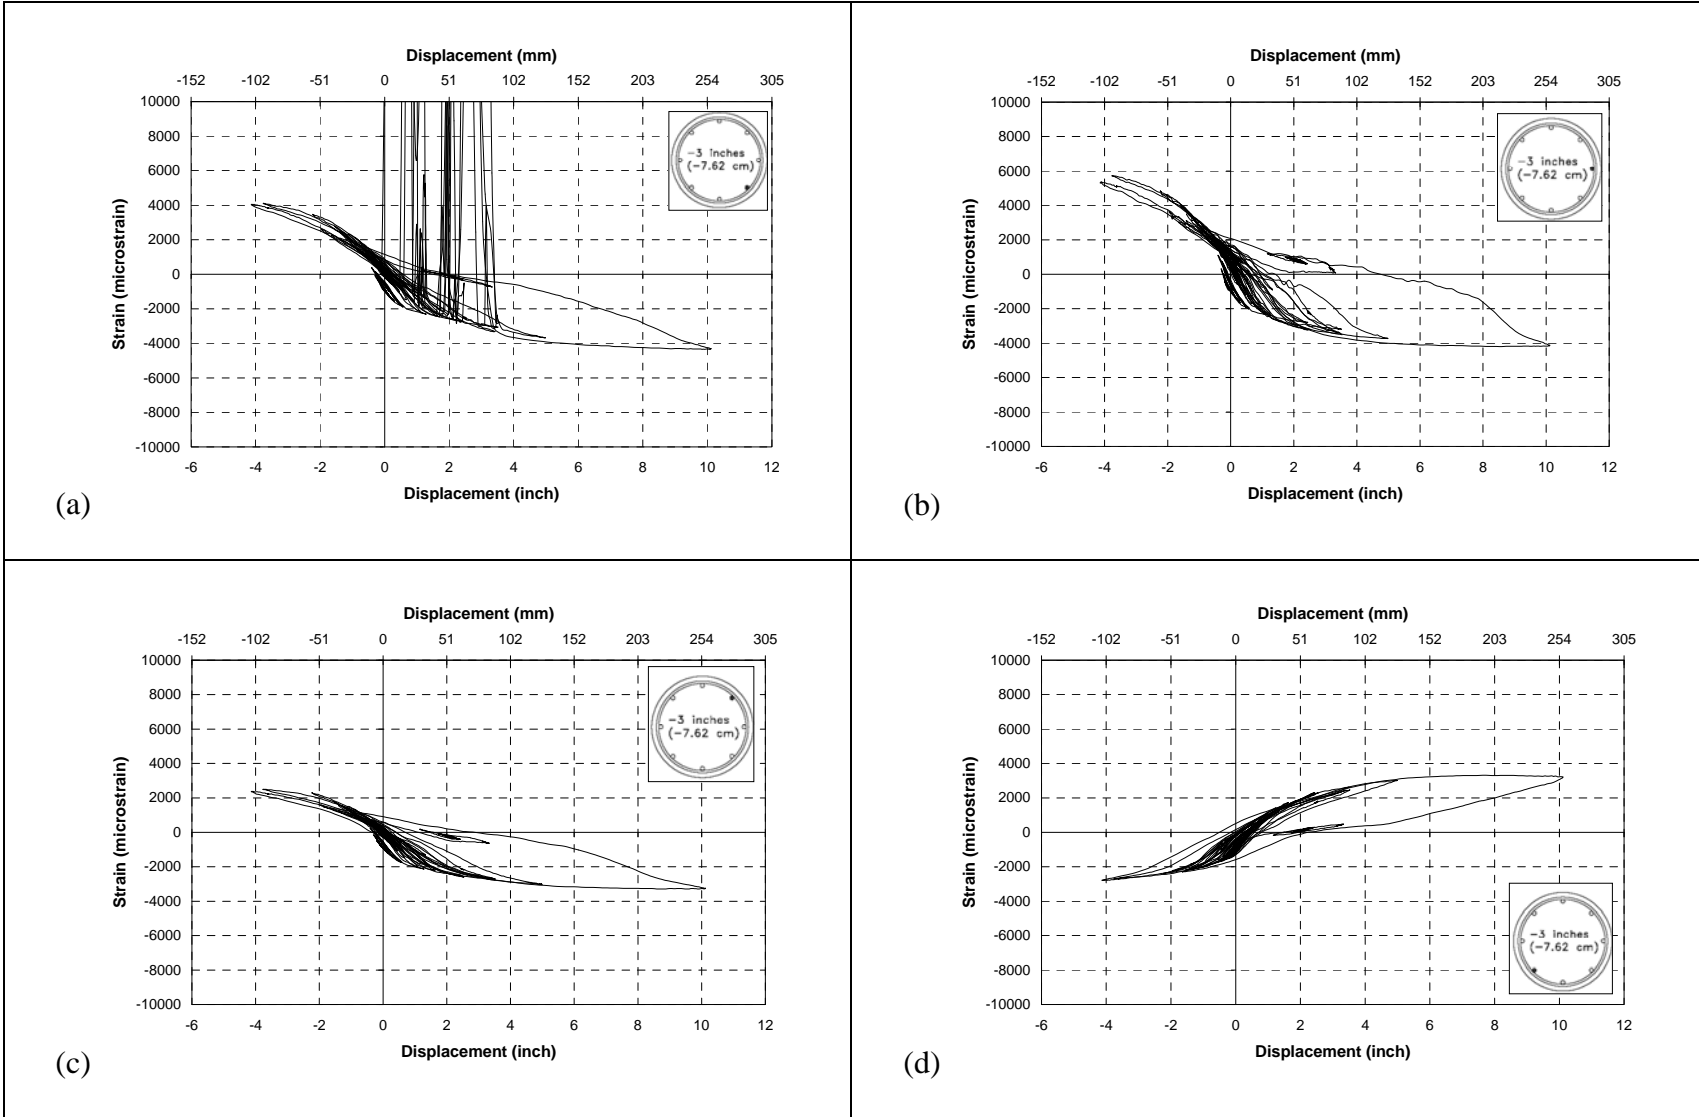 Displacement (mm)
-152 -102 -51 0 51 102 152 203 254 305
10000
8000
6000
4000
2000
0
-2000
-4000
-6000
-8000
-10000
Strain (microstrain)
-3 inches
(-7.62 cm)
-6 -4 -2 0 2 4 6 8 10 12
Displacement (inch)
(a)
Displacement (mm)
-152 -102 -51 0 51 102 152 203 254 305
10000
8000
6000
4000
2000
0
-2000
-4000
-6000
-8000
-10000
Strain (microstrain)
-3 inches
(-7.62 cm)
-6 -4 -2 0 2 4 6 8 10 12
Displacement (inch)
(b)
Displacement (mm)
-152 -102 -51 0 51 102 152 203 254 305
10000
8000
6000
4000
2000
0
-2000
-4000
-6000
-8000
-10000
Strain (microstrain)
-3 inches
(-7.62 cm)
-6 -4 -2 0 2 4 6 8 10 12
Displacement (inch)
(c)
Displacement (mm)
-152 -102 -51 0 51 102 152 203 254 305
10000
8000
6000
4000
2000
0
-2000
-4000
-6000
-8000
-10000
Strain (microstrain)
-3 inches
(-7.62 cm)
-6 -4 -2 0 2 4 6 8 10 12
Displacement (inch)
(d)